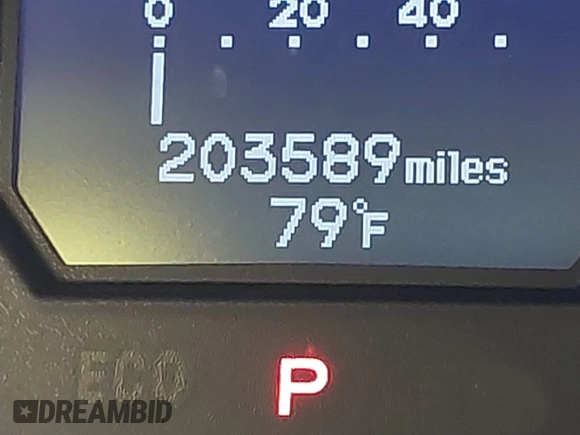 0 20 40
203589 miles
79°F
P
ECO
DREAMBID